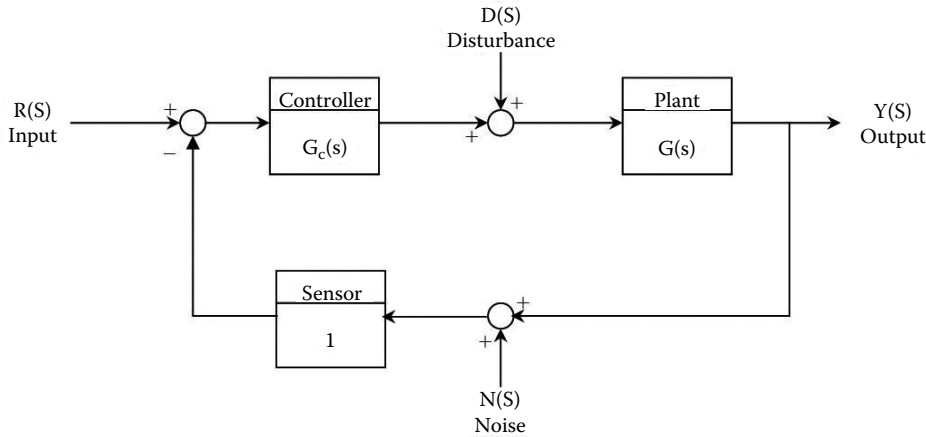 D(S)
Disturbance
R(S)
Input
+
−
Controller
G_c(s)
+
+
Plant
G(s)
Y(S)
Output
Sensor
1
+
+
N(S)
Noise